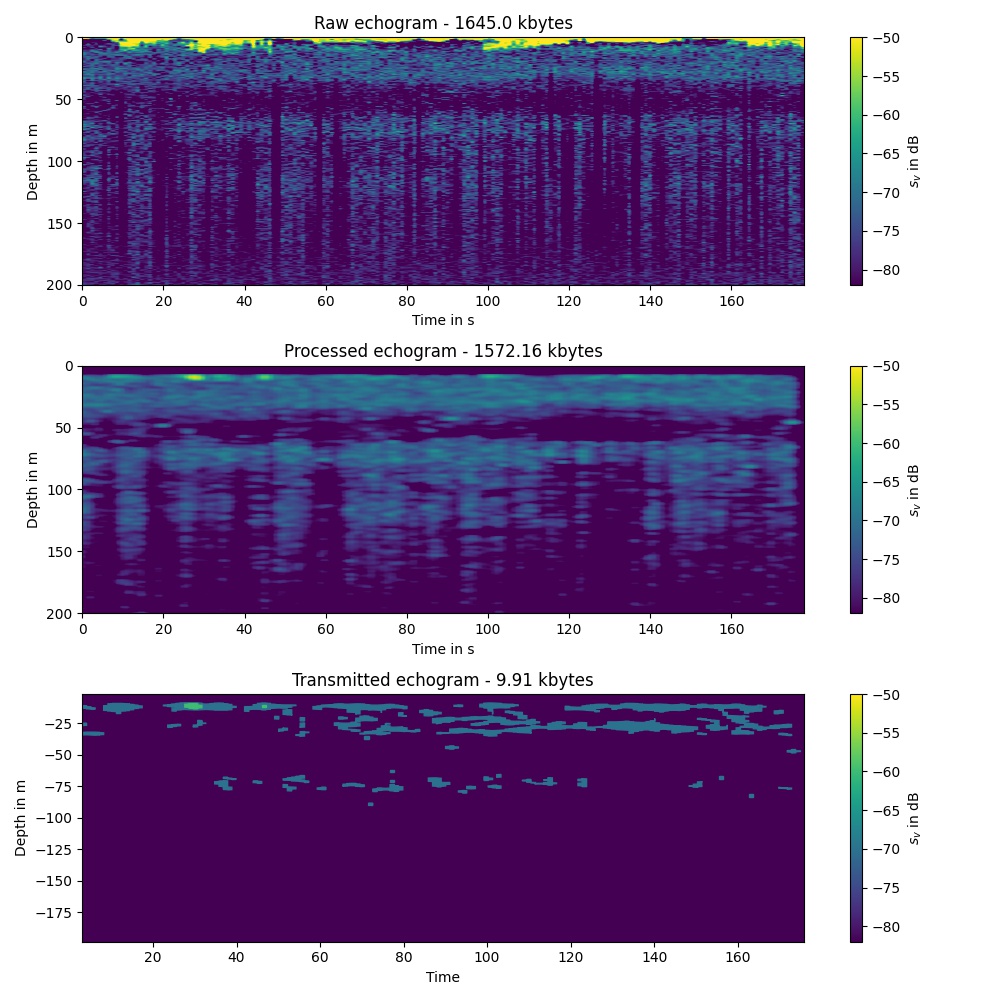 Raw echogram - 1645.0 kbytes
0
50
100
150
200
Depth in m
0 20 40 60 80 100 120 140 160
Time in s
−50
−55
−60
−65
−70
−75
−80
sv in dB
Processed echogram - 1572.16 kbytes
0
50
100
150
200
Depth in m
0 20 40 60 80 100 120 140 160
Time in s
−50
−55
−60
−65
−70
−75
−80
sv in dB
Transmitted echogram - 9.91 kbytes
−25
−50
−75
−100
−125
−150
−175
Depth in m
20 40 60 80 100 120 140 160
Time
−50
−55
−60
−65
−70
−75
−80
sv in dB